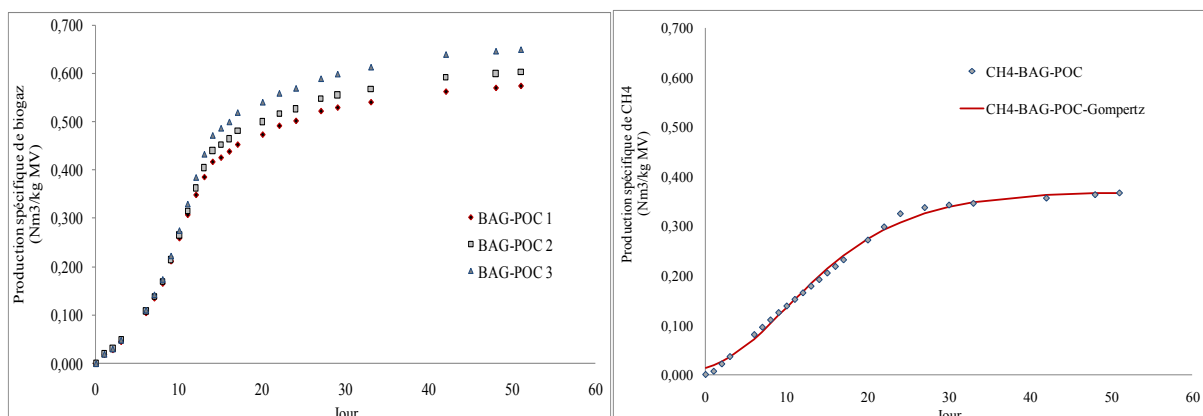 Production spécifique de biogaz
(Nm3/kg MV)
0,700
0,600
0,500
0,400
0,300
0,200
0,100
0,000
0
10
20
30
40
50
60
Jour
BAG-POC 1
BAG-POC 2
BAG-POC 3
Production spécifique de CH4
(Nm3/kg MV)
0,700
0,600
0,500
0,400
0,300
0,200
0,100
0,000
0
10
20
30
40
50
60
Jour
CH4-BAG-POC
CH4-BAG-POC-Gompertz